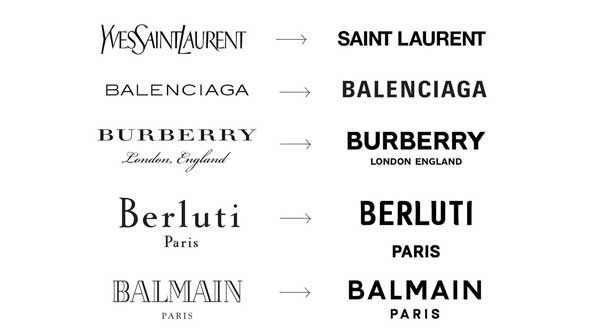 YVESSAINTLAURENT → SAINT LAURENT
BALENCIAGA → BALENCIAGA
BURBERRY → BURBERRY
London, England LONDON ENGLAND
Berluti → BERLUTI
Paris PARIS
BALMAIN → BALMAIN
PARIS PARIS